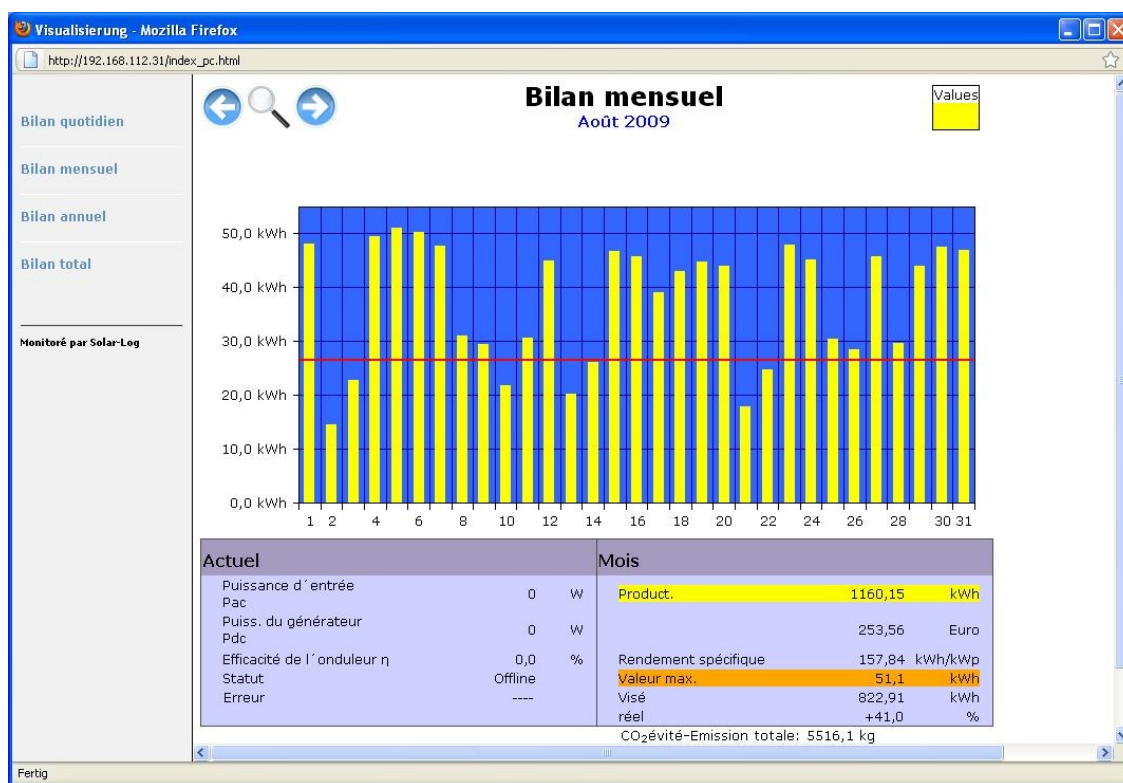 Visualisierung - Mozilla Firefox
http://192.168.112.31/index_pc.html
Bilan quotidien
Bilan mensuel
Bilan annuel
Bilan total
Monitoré par Solar-Log
Bilan mensuel
Août 2009
Values
50,0 kWh
40,0 kWh
30,0 kWh
20,0 kWh
10,0 kWh
0,0 kWh
1 2 4 6 8 10 12 14 16 18 20 22 24 26 28 30 31
Actuel
Puissance d´entrée Pac 0 W
Puiss. du générateur Pdc 0 W
Efficacité de l´onduleur η 0,0 %
Statut Offline
Erreur ----
Mois
Product. 1160,15 kWh
253,56 Euro
Rendement spécifique 157,84 kWh/kWp
Valeur max. 51,1 kWh
Visé 822,91 kWh
réel +41,0 %
CO₂évité-Emission totale: 5516,1 kg
Fertig